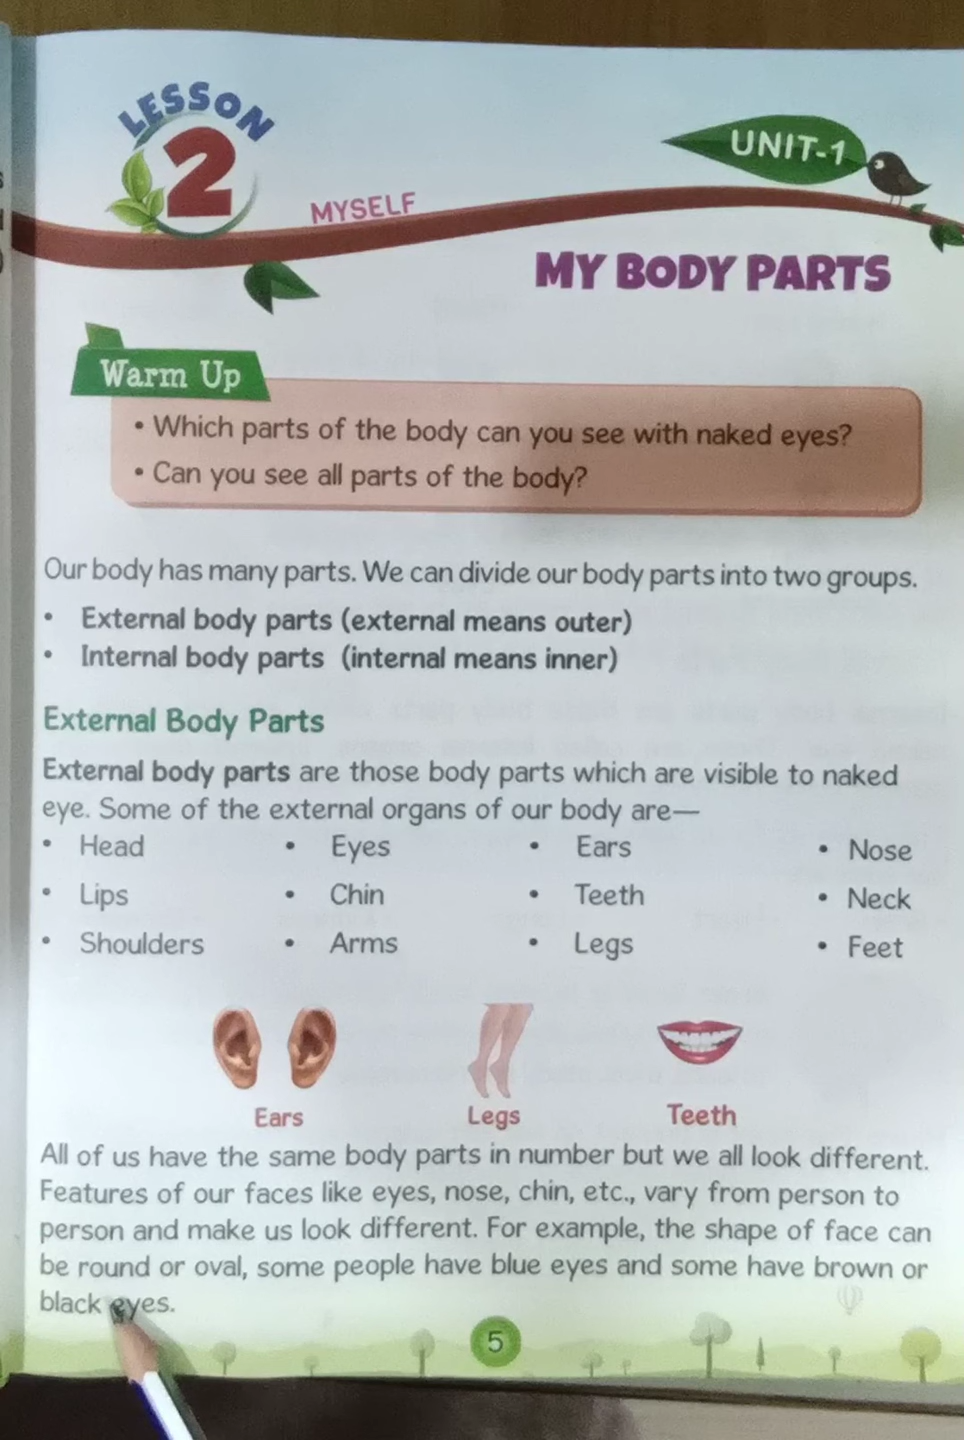 LESSON
2
UNIT-1
MYSELF
MY BODY PARTS
Warm Up
• Which parts of the body can you see with naked eyes?
• Can you see all parts of the body?
Our body has many parts. We can divide our body parts into two groups.
• External body parts (external means outer)
• Internal body parts (internal means inner)
External Body Parts
External body parts are those body parts which are visible to naked
eye. Some of the external organs of our body are—
• Head • Eyes • Ears • Nose
• Lips • Chin • Teeth • Neck
• Shoulders • Arms • Legs • Feet
Ears Legs Teeth
All of us have the same body parts in number but we all look different.
Features of our faces like eyes, nose, chin, etc., vary from person to
person and make us look different. For example, the shape of face can
be round or oval, some people have blue eyes and some have brown or
black eyes.
5